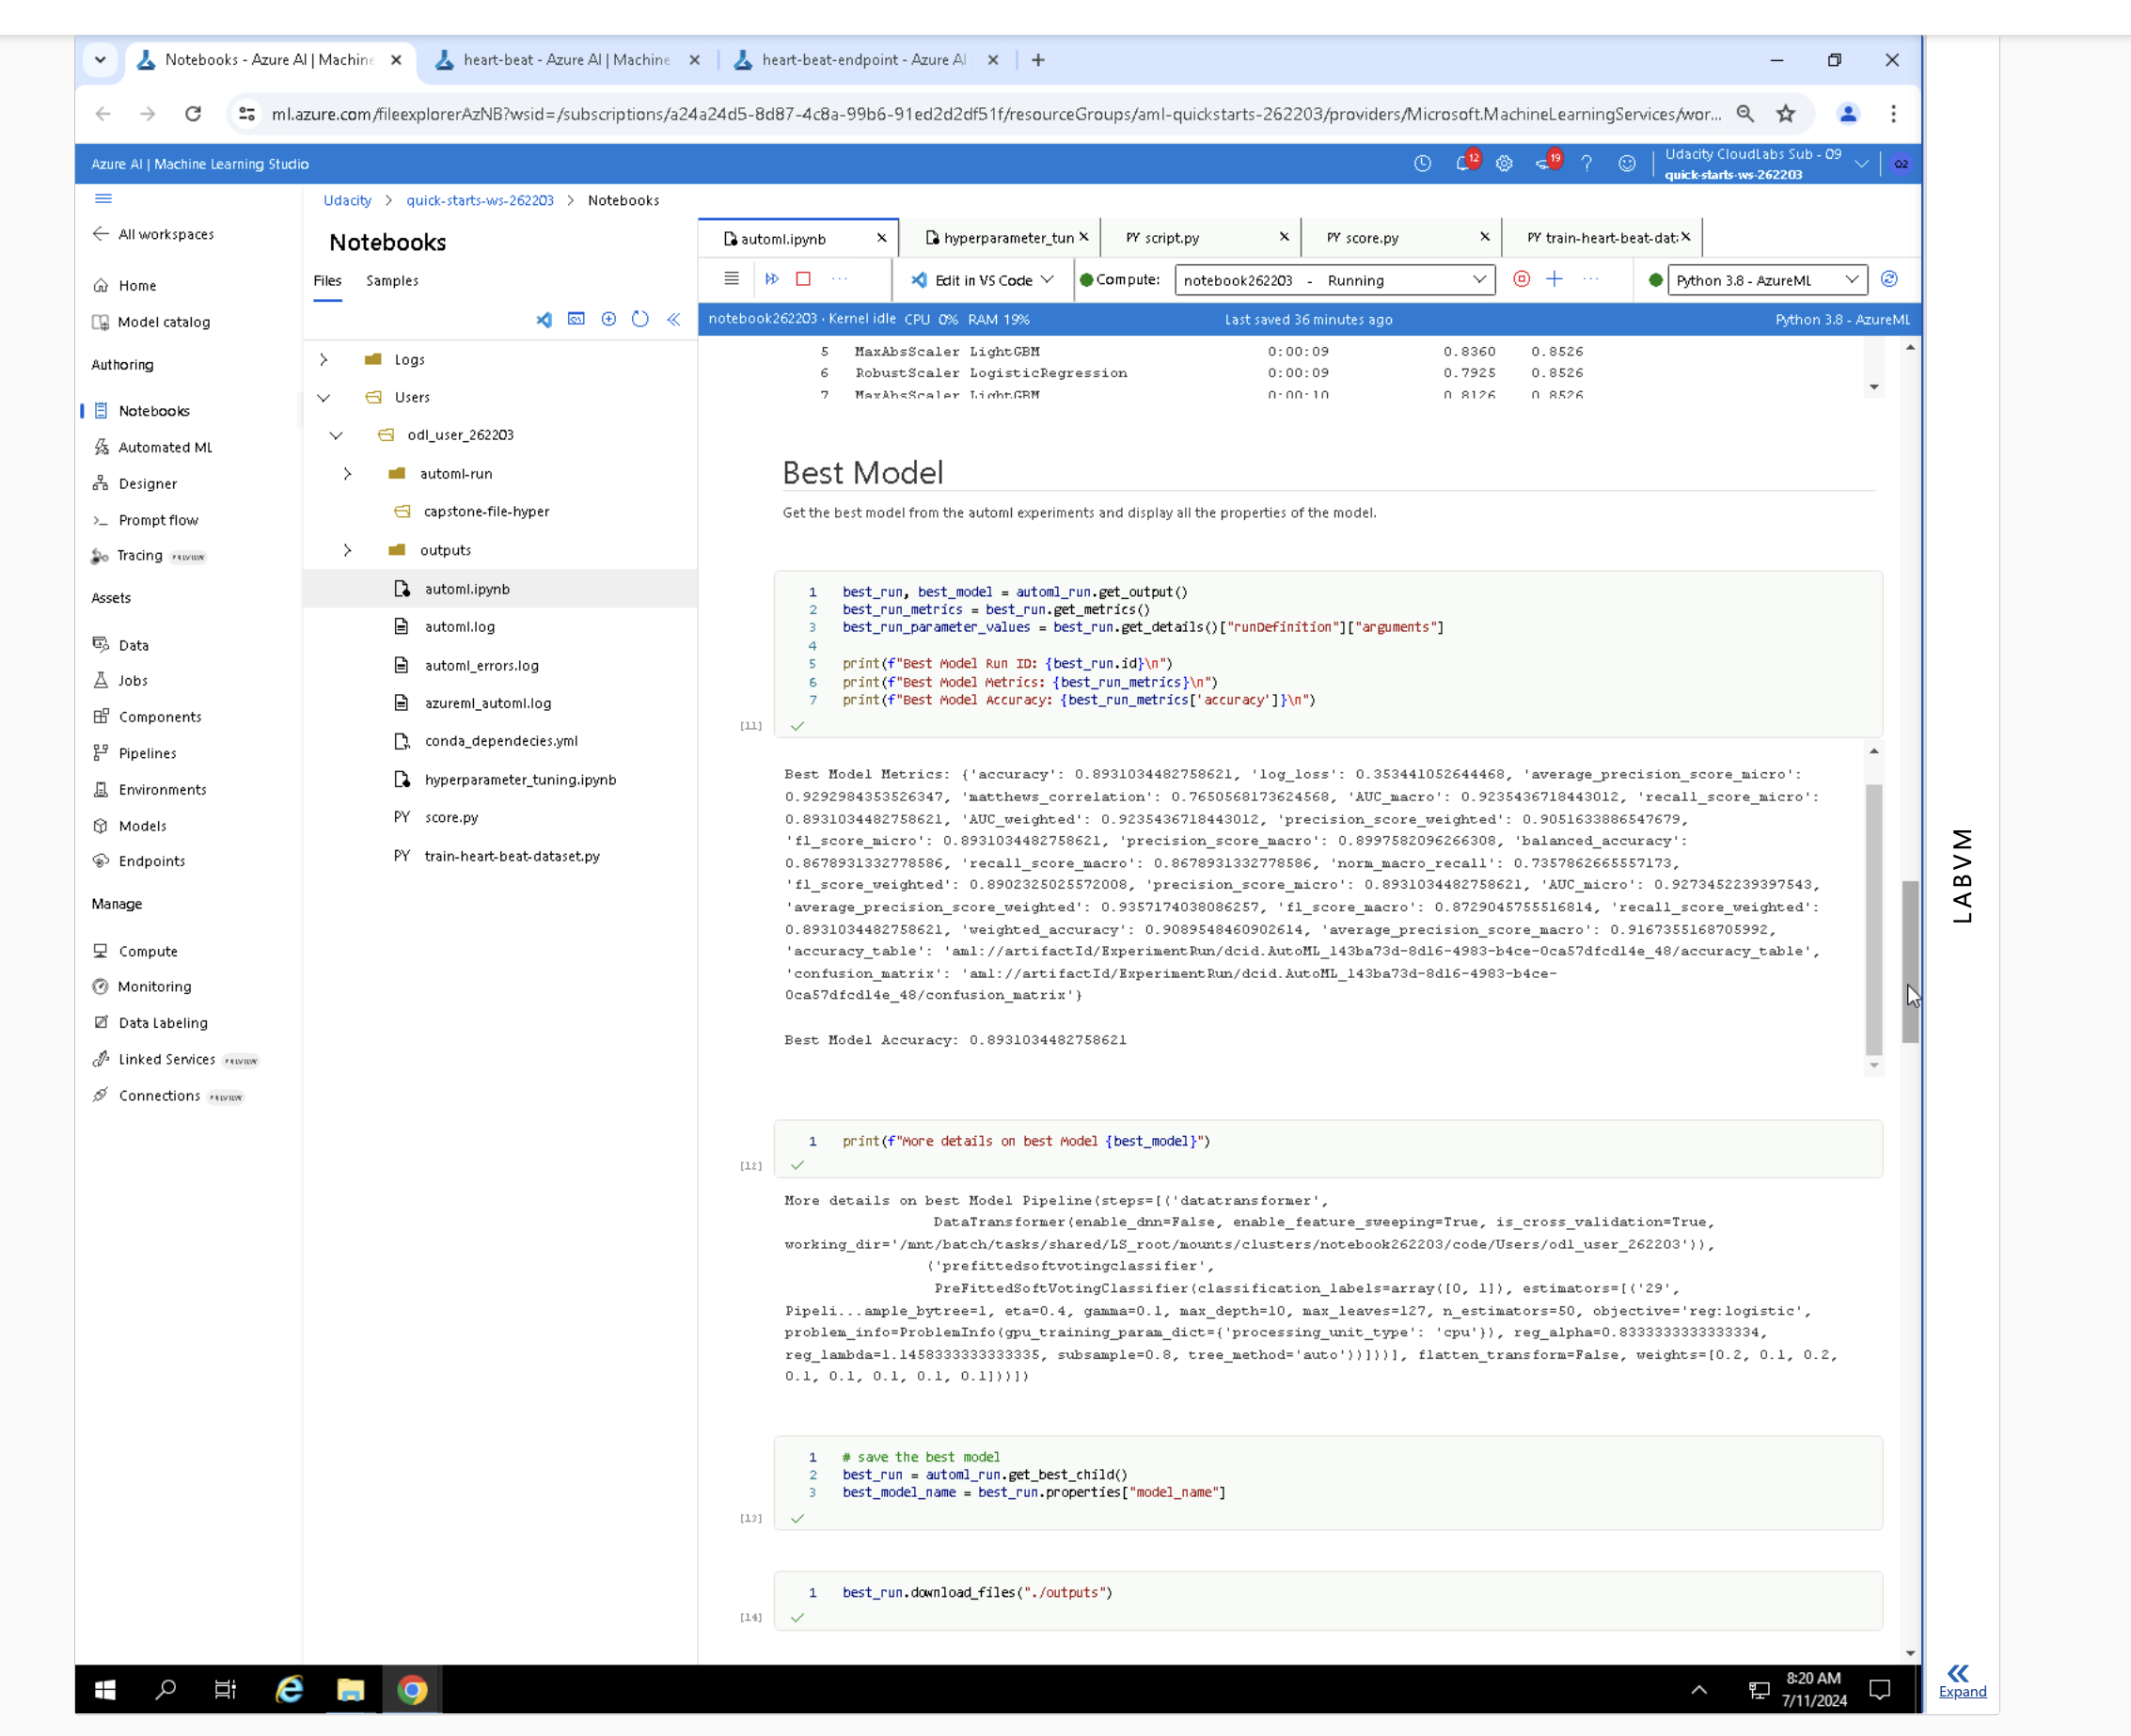 Notebooks - Azure AI | Machine
heart-beat - Azure AI | Machine
heart-beat-endpoint - Azure AI
ml.azure.com/fileexplorerAzNB?wsid=/subscriptions/a24a24d5-8d87-4c8a-99b6-91ed2d2df51f/resourceGroups/aml-quickstarts-262203/providers/Microsoft.MachineLearningServices/wor...
Azure AI | Machine Learning Studio
12
19
Udacity CloudLabs Sub - 09
quick-starts-ws-262203
O2
All workspaces
Home
Model catalog
Authoring
Notebooks
Automated ML
Designer
Prompt flow
Tracing PREVIEW
Assets
Data
Jobs
Components
Pipelines
Environments
Models
Endpoints
Manage
Compute
Monitoring
Data Labeling
Linked Services PREVIEW
Connections PREVIEW
Udacity > quick-starts-ws-262203 > Notebooks
Notebooks
Files Samples
Logs
Users
odl_user_262203
automl-run
capstone-file-hyper
outputs
automl.ipynb
automl.log
automl_errors.log
azureml_automl.log
conda_dependecies.yml
hyperparameter_tuning.ipynb
PY score.py
PY train-heart-beat-dataset.py
automl.ipynb
hyperparameter_tun
PY script.py
PY score.py
PY train-heart-beat-dat:
Edit in VS Code
Compute: notebook262203 - Running
Python 3.8 - AzureML
notebook262203 · Kernel idle CPU 0% RAM 19%
Last saved 36 minutes ago
Python 3.8 - AzureML
5 MaxAbsScaler LightGBM 0:00:09 0.8360 0.8526
6 RobustScaler LogisticRegression 0:00:09 0.7925 0.8526
7 MaxAbsScaler LightGBM 0:00:10 0.8126 0.8526
Best Model
Get the best model from the automl experiments and display all the properties of the model.
1 best_run, best_model = automl_run.get_output()
2 best_run_metrics = best_run.get_metrics()
3 best_run_parameter_values = best_run.get_details()["runDefinition"]["arguments"]
4
5 print(f"Best Model Run ID: {best_run.id}\n")
6 print(f"Best Model Metrics: {best_run_metrics}\n")
7 print(f"Best Model Accuracy: {best_run_metrics['accuracy']}\n")
[11]
Best Model Metrics: {'accuracy': 0.8931034482758621, 'log_loss': 0.353441052644468, 'average_precision_score_micro':
0.9292984353526347, 'matthews_correlation': 0.7650568173624568, 'AUC_macro': 0.9235436718443012, 'recall_score_micro':
0.8931034482758621, 'AUC_weighted': 0.9235436718443012, 'precision_score_weighted': 0.9051633886547679,
'f1_score_micro': 0.8931034482758621, 'precision_score_macro': 0.8997582096266308, 'balanced_accuracy':
0.8678931332778586, 'recall_score_macro': 0.8678931332778586, 'norm_macro_recall': 0.7357862665557173,
'f1_score_weighted': 0.8902325025572008, 'precision_score_micro': 0.8931034482758621, 'AUC_micro': 0.9273452239397543,
'average_precision_score_weighted': 0.9357174038086257, 'f1_score_macro': 0.8729045755516814, 'recall_score_weighted':
0.8931034482758621, 'weighted_accuracy': 0.9089548460902614, 'average_precision_score_macro': 0.9167355168705992,
'accuracy_table': 'aml://artifactId/ExperimentRun/dcid.AutoML_143ba73d-8d16-4983-b4ce-0ca57dfcd14e_48/accuracy_table',
'confusion_matrix': 'aml://artifactId/ExperimentRun/dcid.AutoML_143ba73d-8d16-4983-b4ce-
0ca57dfcd14e_48/confusion_matrix'}
Best Model Accuracy: 0.8931034482758621
1 print(f"More details on best Model {best_model}")
[12]
More details on best Model Pipeline(steps=[('datatransformer',
DataTransformer(enable_dnn=False, enable_feature_sweeping=True, is_cross_validation=True,
working_dir='/mnt/batch/tasks/shared/LS_root/mounts/clusters/notebook262203/code/Users/odl_user_262203')),
('prefittedsoftvotingclassifier',
PreFittedSoftVotingClassifier(classification_labels=array([0, 1]), estimators=[('29',
Pipeli...ample_bytree=1, eta=0.4, gamma=0.1, max_depth=10, max_leaves=127, n_estimators=50, objective='reg:logistic',
problem_info=ProblemInfo(gpu_training_param_dict={'processing_unit_type': 'cpu'}), reg_alpha=0.8333333333333334,
reg_lambda=1.1458333333333335, subsample=0.8, tree_method='auto'))]))], flatten_transform=False, weights=[0.2, 0.1, 0.2,
0.1, 0.1, 0.1, 0.1, 0.1]))])
1 # save the best model
2 best_run = automl_run.get_best_child()
3 best_model_name = best_run.properties["model_name"]
[13]
1 best_run.download_files("./outputs")
[14]
LABVM
Expand
8:20 AM
7/11/2024